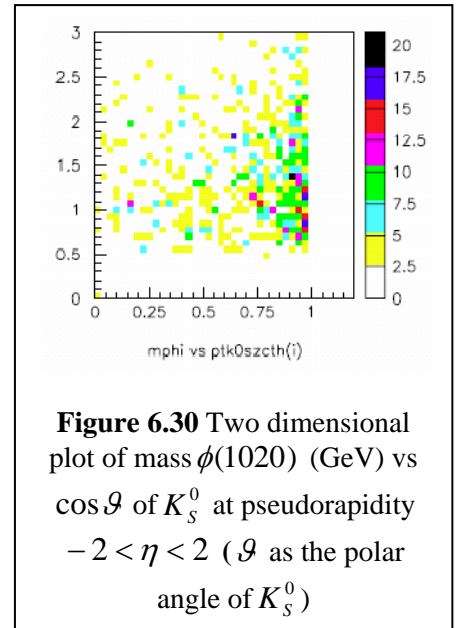 3
2.5
2
1.5
1
0.5
0
0 0.25 0.5 0.75 1
20
17.5
15
12.5
10
7.5
5
2.5
0
mphi vs ptk0szcth(i)
Figure 6.30 Two dimensional
plot of mass ϕ(1020) (GeV) vs
cos ϑ of K_S^0 at pseudorapidity
− 2 < η < 2 ( ϑ as the polar
angle of K_S^0 )